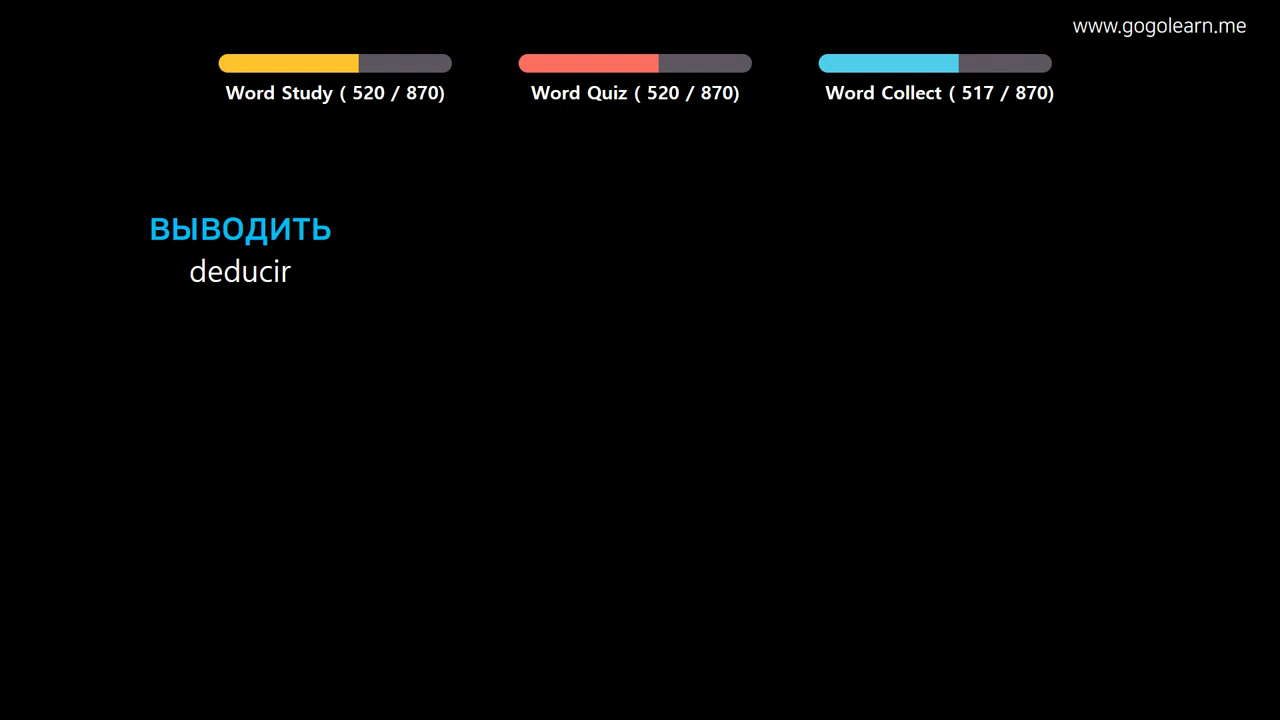 www.gogolearn.me
Word Study ( 520 / 870)
Word Quiz ( 520 / 870)
Word Collect ( 517 / 870)
выводить
deducir